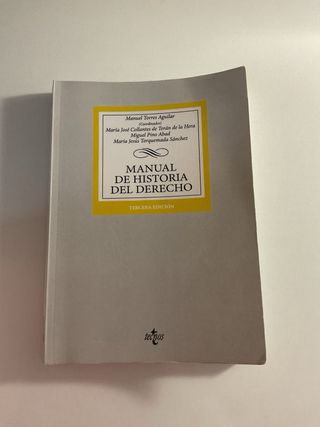 Manuel Torres Aguilar
(Coordinador)
María José Collantes de Terán de la Hera
Miguel Pino Abad
María Jesús Torquemada Sánchez
MANUAL
DE HISTORIA
DEL DERECHO
TERCERA EDICIÓN
tecnos